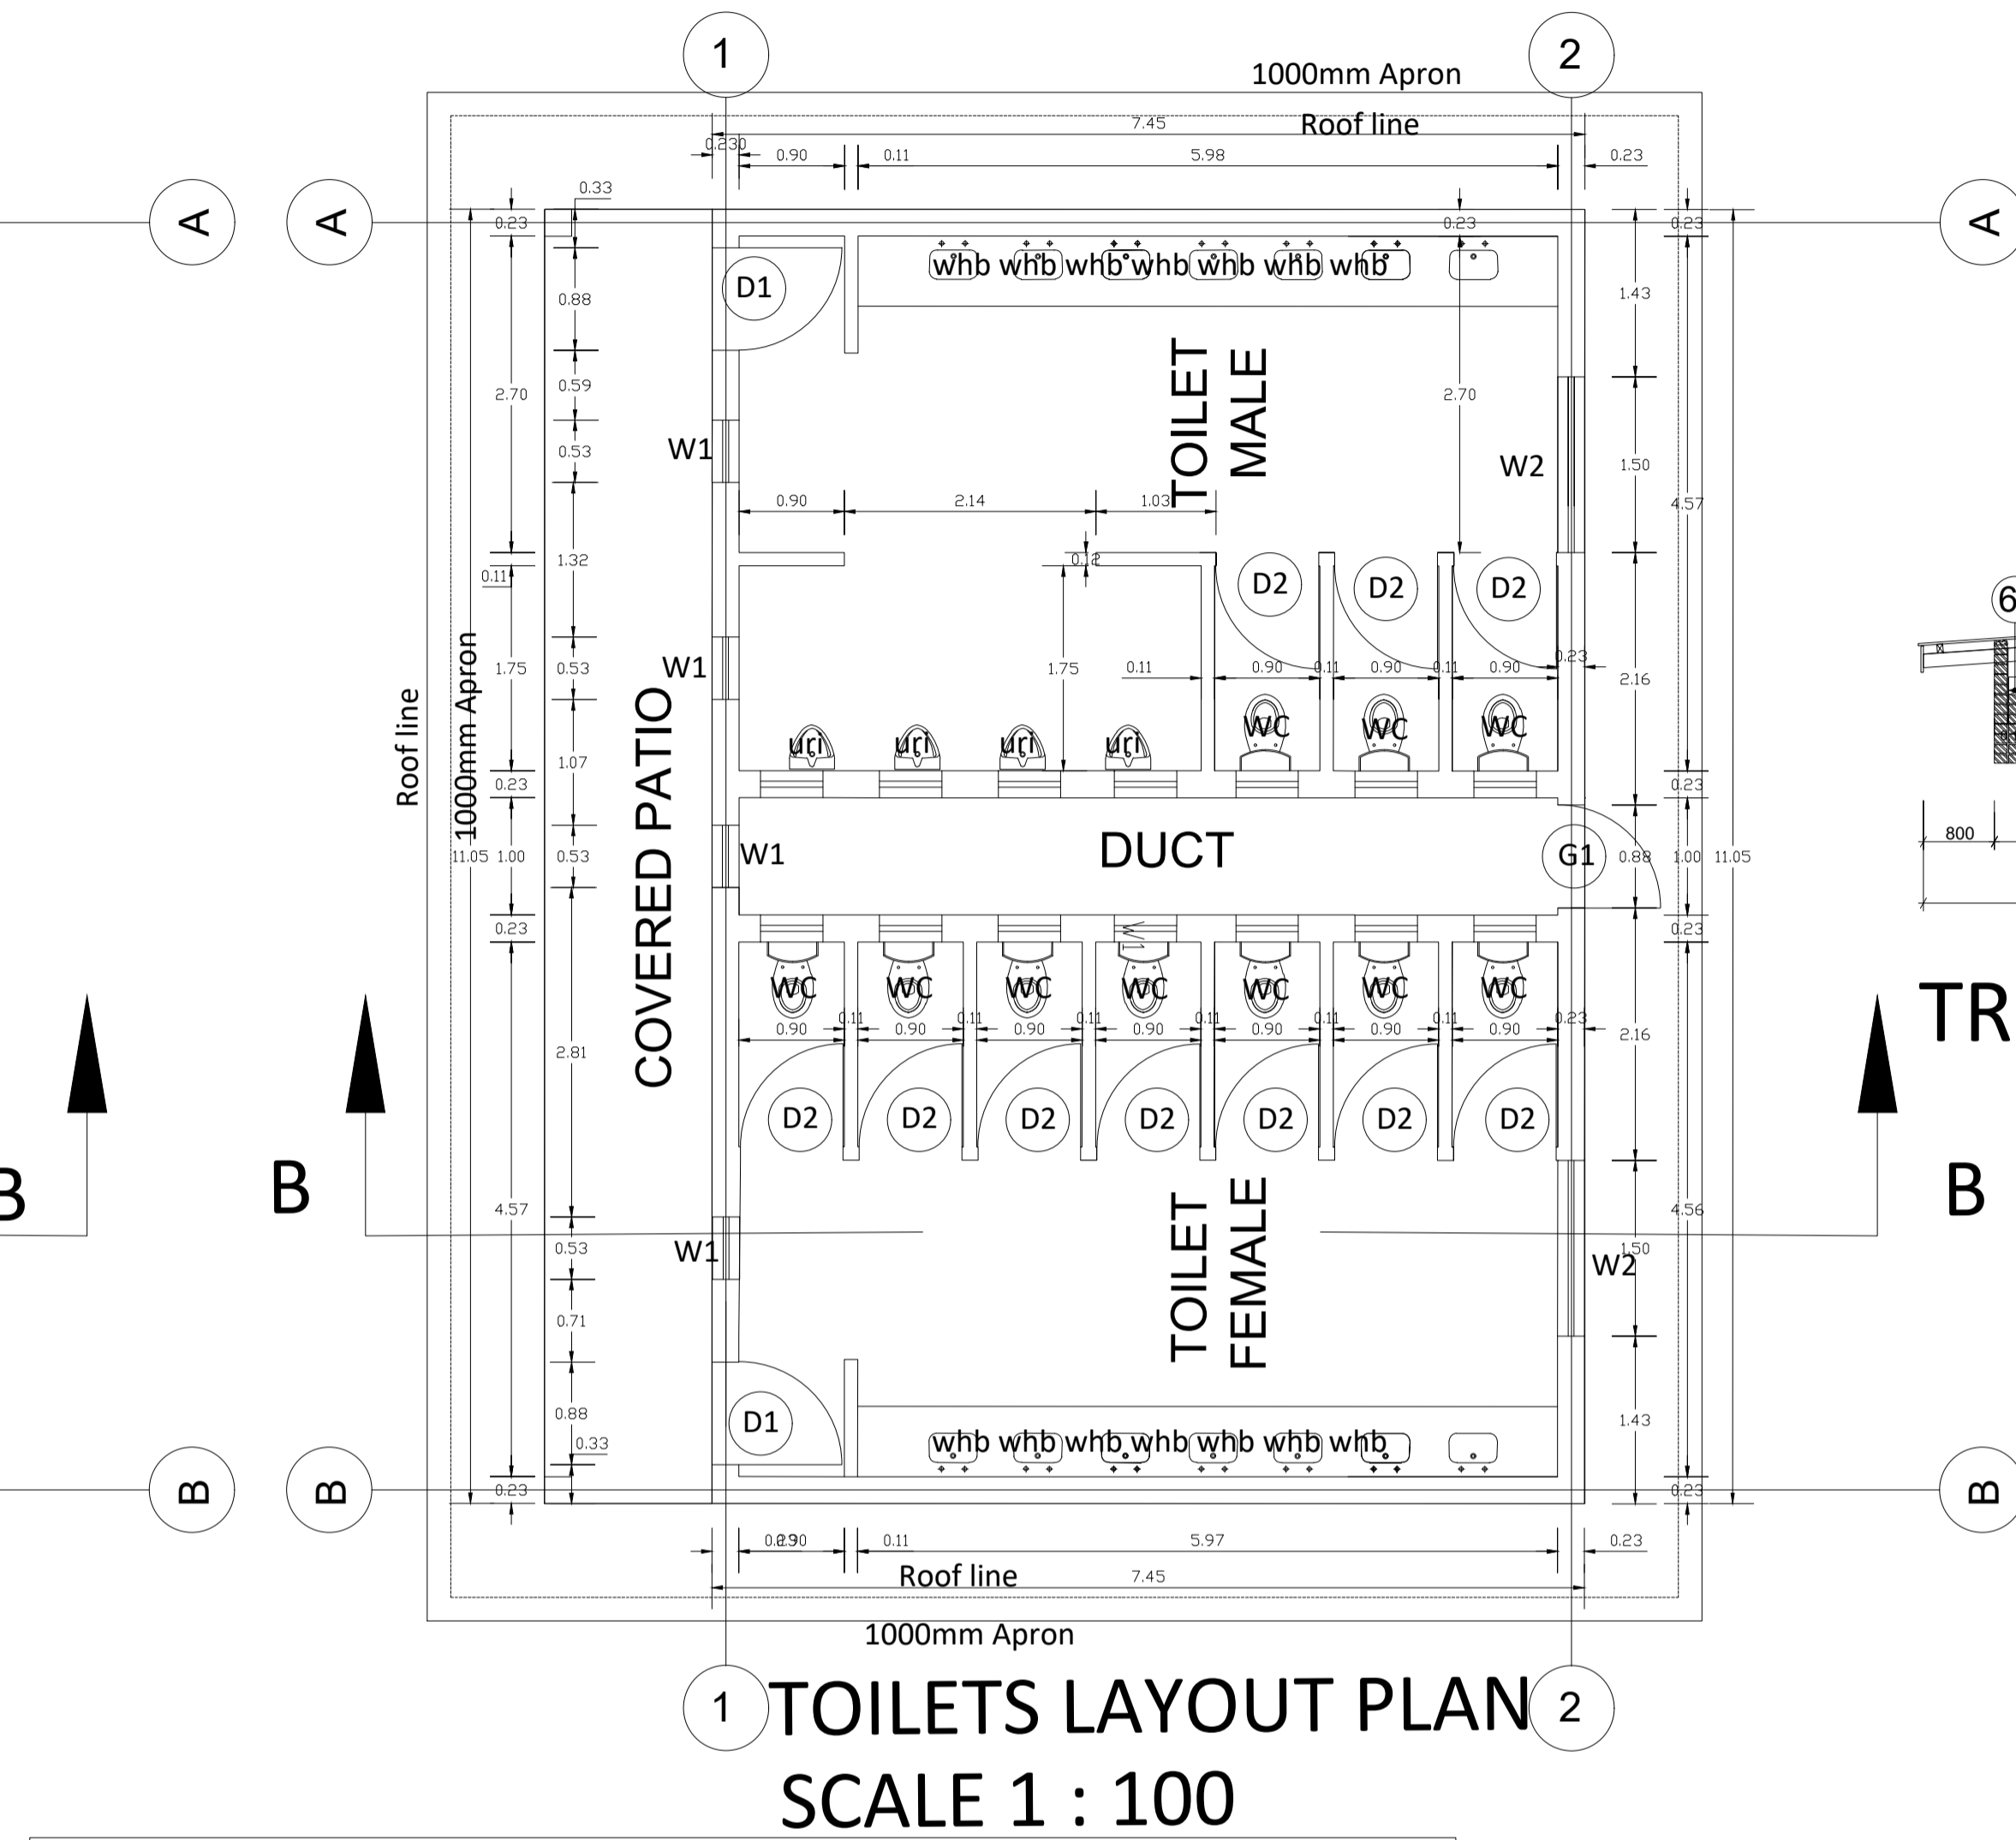 1
2
1000mm Apron
Roof line
7.45
0.230
0.90
0.11
5.98
0.23
A
A
A
0.33
0.23
0.23
0.23
whb whb whb whb whb whb whb
D1
0.88
1.43
0.59
2.70
2.70
TOILET
MALE
W1
0.53
W2
1.50
4.57
0.90
2.14
1.03
1.32
0.11
0.12
D2
D2
D2
6
W1
1.75
0.53
1.75
0.11
0.90
0.11
0.90
0.11
0.90
0.23
2.16
Roof line
1000mm Apron
COVERED PATIO
uri
uri
uri
uri
WC
WC
WC
1.07
0.23
0.23
800
DUCT
W1
G1
11.05
1.00
0.53
0.88
1.00
11.05
0.23
0.23
W1
WC
WC
WC
WC
WC
WC
WC
0.90
0.11
0.90
0.11
0.90
0.11
0.90
0.11
0.90
0.11
0.90
0.11
0.90
0.23
2.16
TR
2.81
D2
D2
D2
D2
D2
D2
D2
B
B
B
4.57
4.56
TOILET
FEMALE
0.53
W1
1.50
W2
0.71
D1
0.88
0.33
1.43
whb whb whb whb whb whb whb
B
B
B
0.23
0.23
0.23
0.90
0.11
5.97
0.23
Roof line
7.45
1000mm Apron
1
TOILETS LAYOUT PLAN
2
SCALE 1 : 100